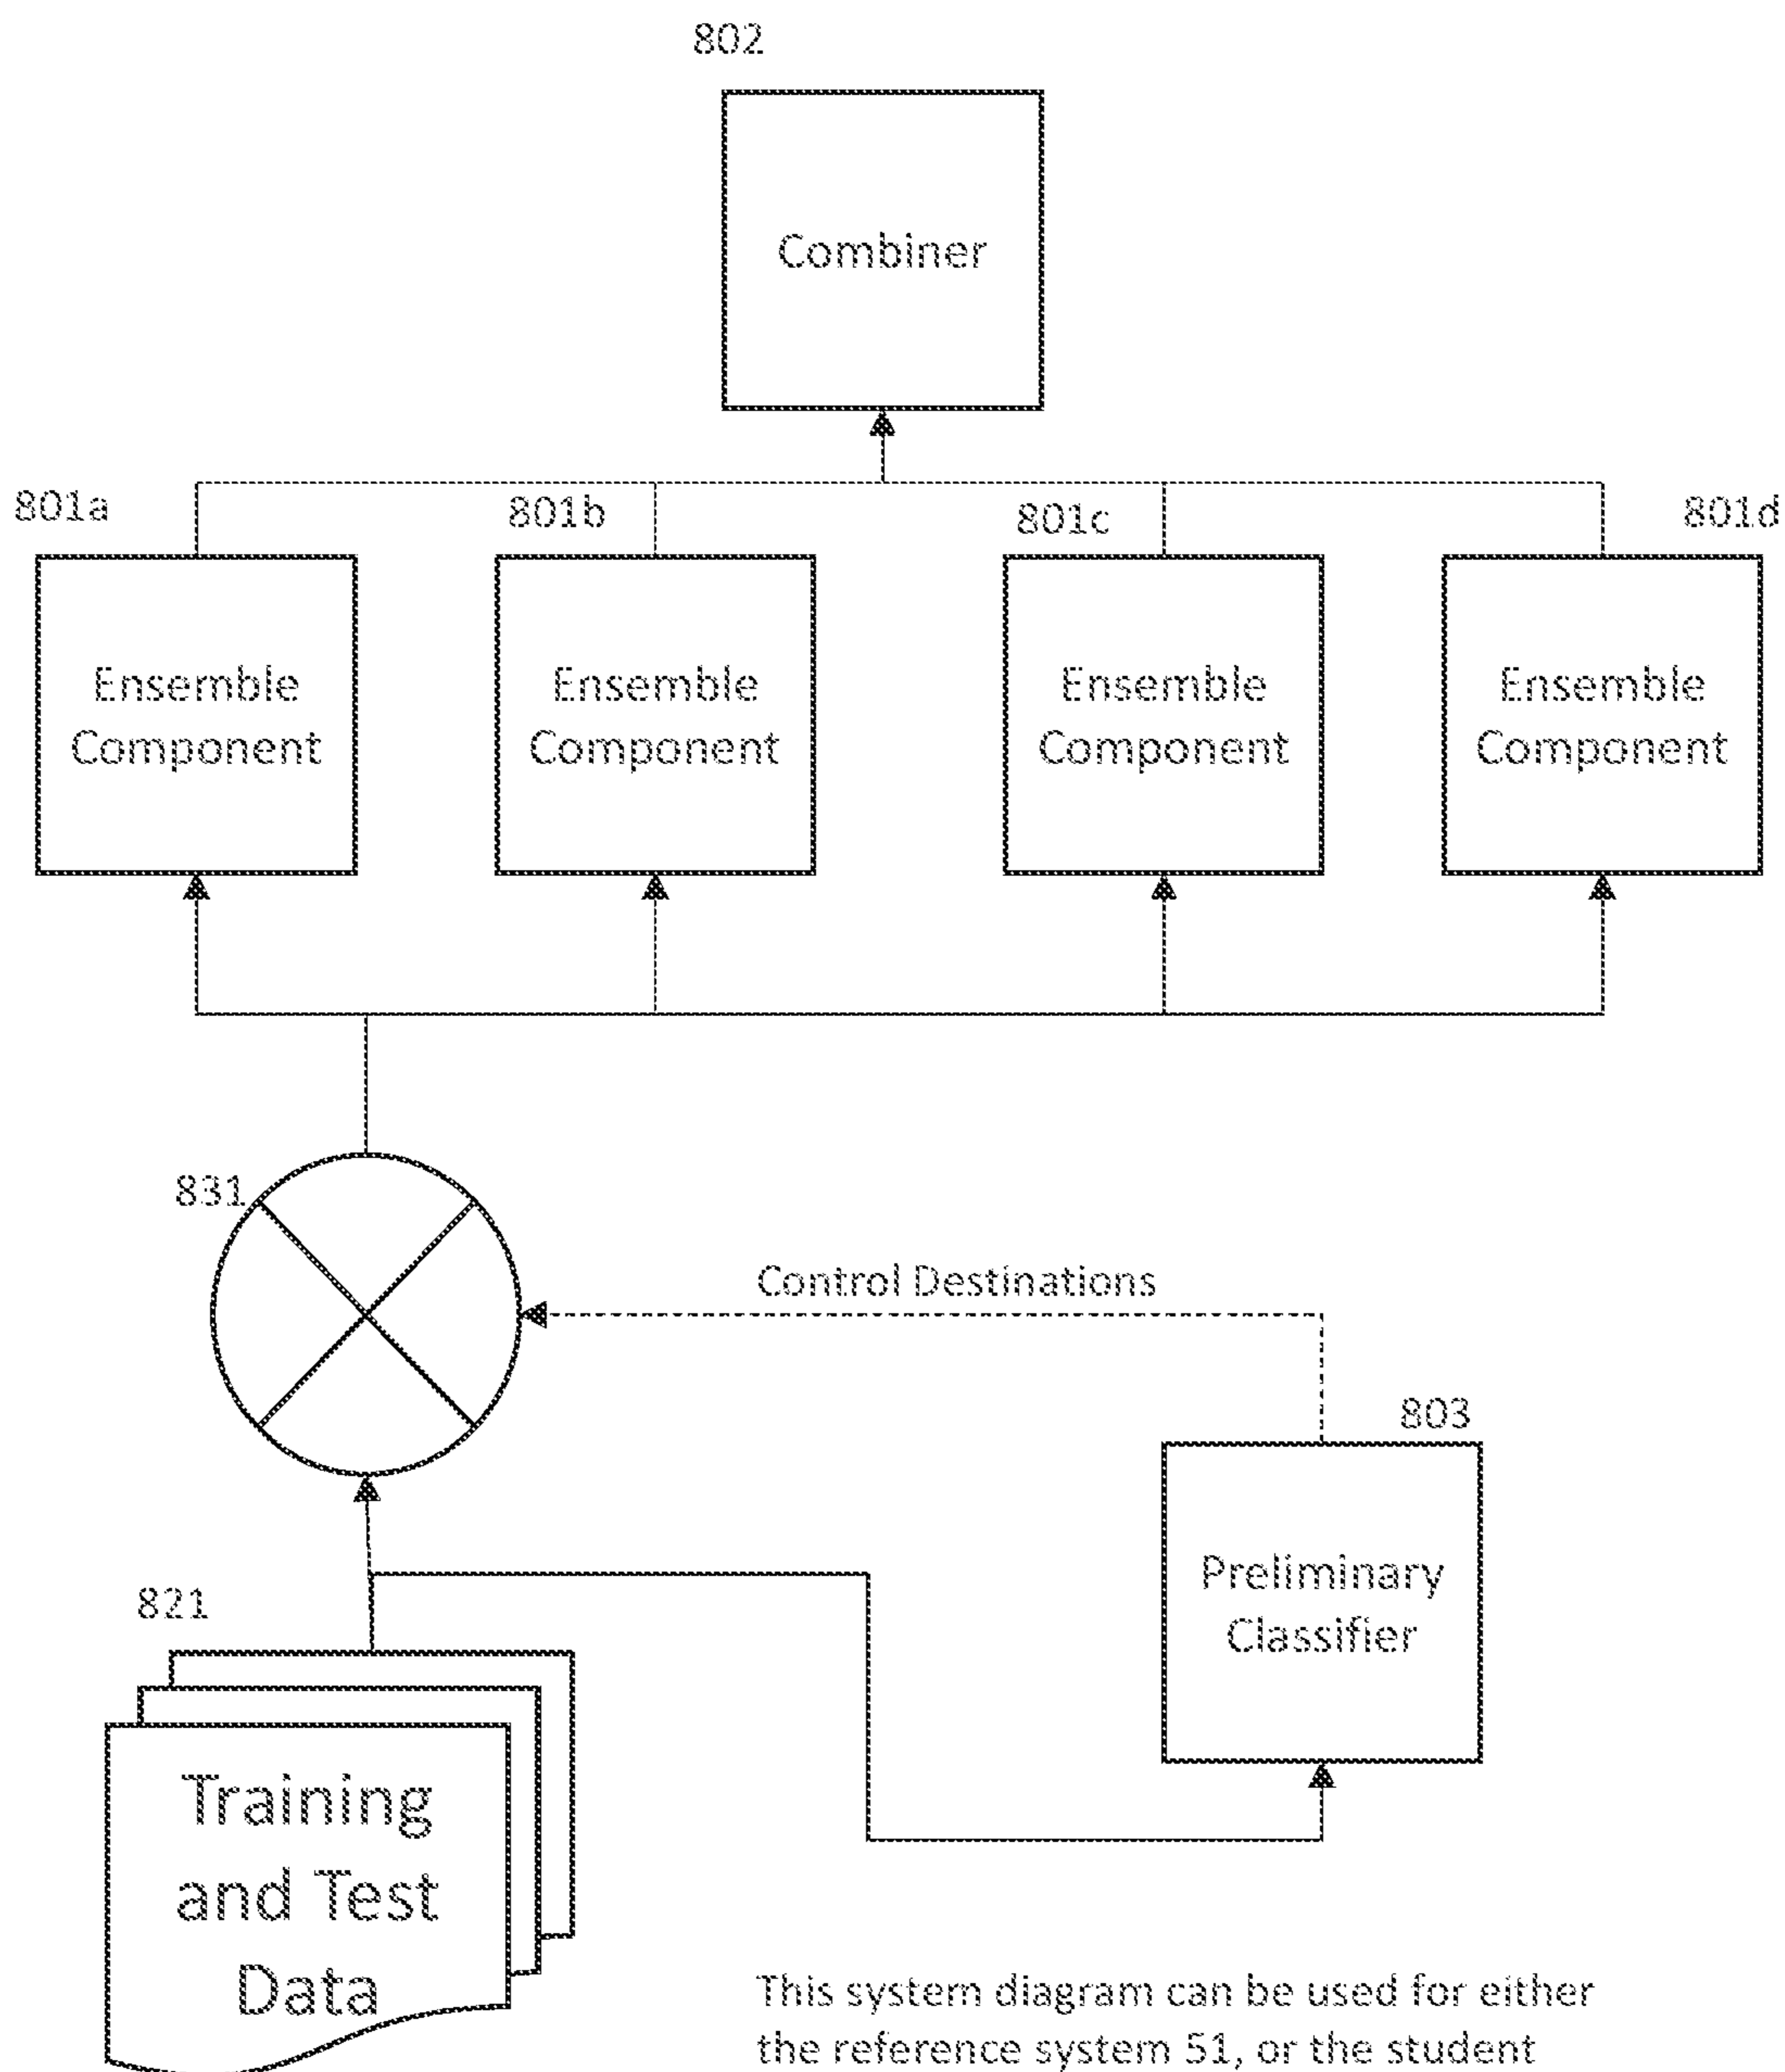 802
Combiner
801a
801b
801c
801d
Ensemble
Component
Ensemble
Component
Ensemble
Component
Ensemble
Component
831
Control Destinations
803
Preliminary
Classifier
821
Training
and Test
Data
This system diagram can be used for either
the reference system 51, or the student